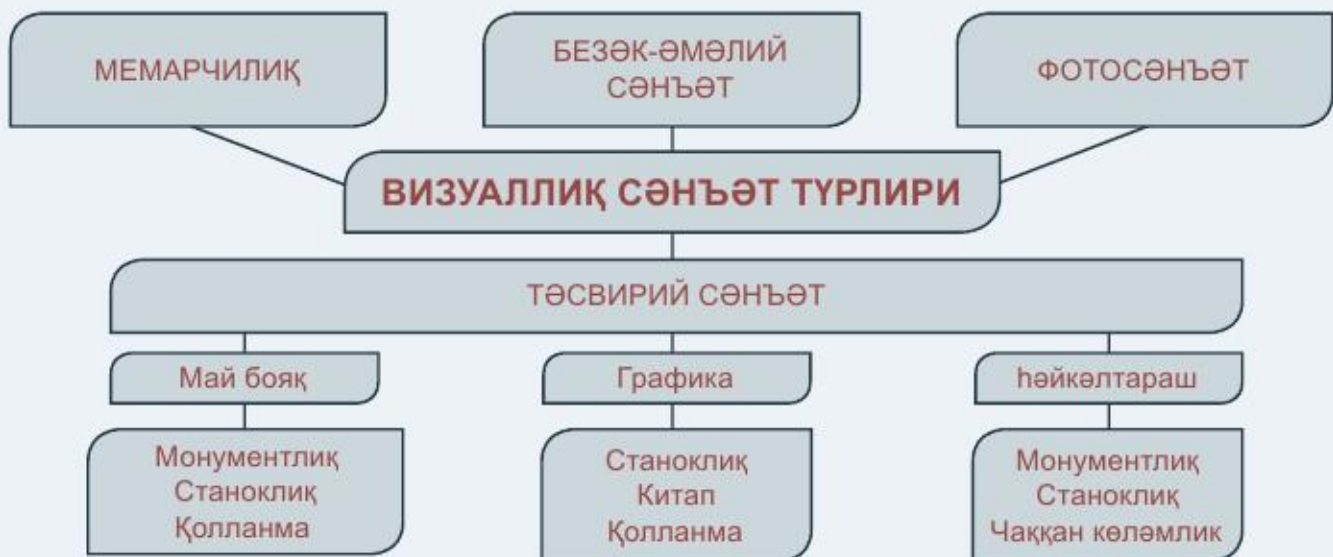 МЕМАРЧИЛИҚ
БЕЗӘК-ӘМӘЛИЙ
СӘНЪӘТ
ФОТОСӘНЪӘТ
ВИЗУАЛЛИҚ СӘНЪӘТ ТҮРЛИРИ
ТӘСВИРИЙ СӘНЪӘТ
Май бояқ
Графика
һәйкәлтараш
Монументлиқ
Станоклиқ
Қолланма
Станоклиқ
Китап
Қолланма
Монументлиқ
Станоклиқ
Чаққан көләмлик